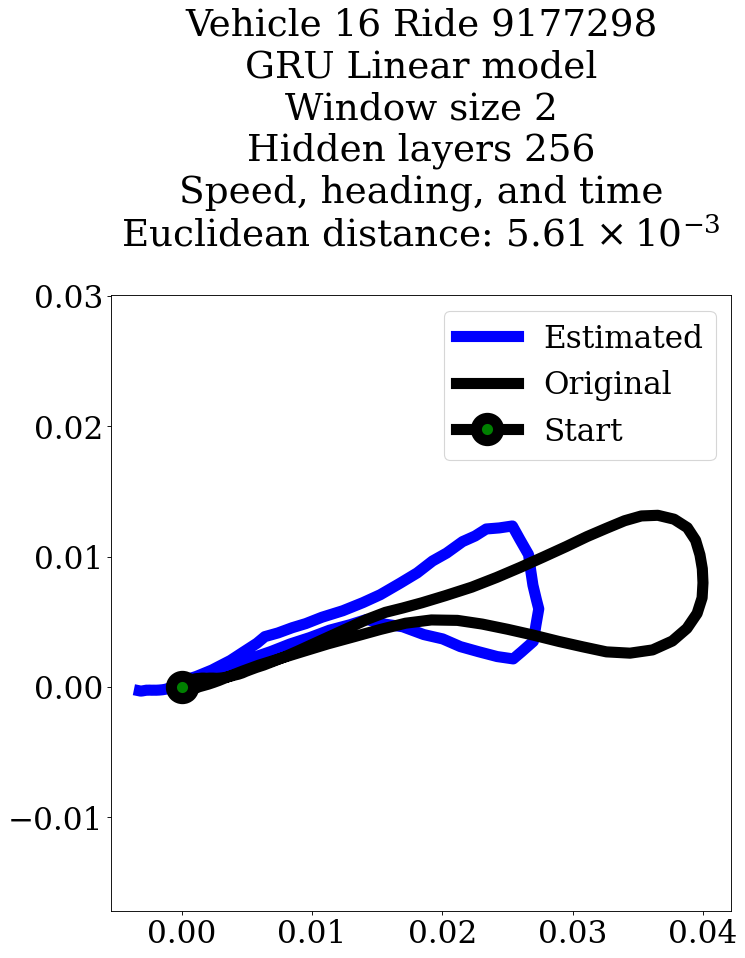 Vehicle 16 Ride 9177298
GRU Linear model
Window size 2
Hidden layers 256
Speed, heading, and time
Euclidean distance: 5.61 × 10⁻³
0.03
Estimated
Original
Start
0.02
0.01
0.00
−0.01
0.00 0.01 0.02 0.03 0.04